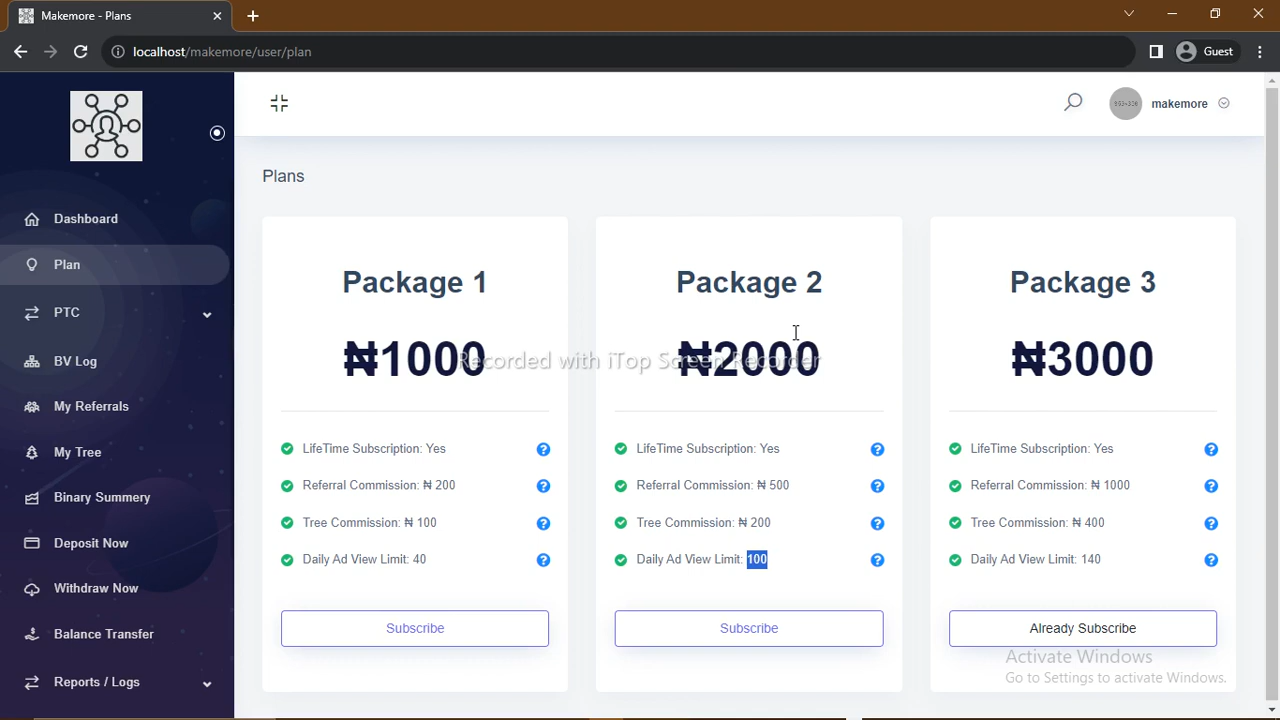 Makemore - Plans
localhost/makemore/user/plan
Guest
makemore
Dashboard
Plan
PTC
BV Log
My Referrals
My Tree
Binary Summery
Deposit Now
Withdraw Now
Balance Transfer
Reports / Logs
Plans
Package 1
₦1000
LifeTime Subscription: Yes
Referral Commission: ₦ 200
Tree Commission: ₦ 100
Daily Ad View Limit: 40
Subscribe
Package 2
₦2000
LifeTime Subscription: Yes
Referral Commission: ₦ 500
Tree Commission: ₦ 200
Daily Ad View Limit: 100
Subscribe
Package 3
₦3000
LifeTime Subscription: Yes
Referral Commission: ₦ 1000
Tree Commission: ₦ 400
Daily Ad View Limit: 140
Already Subscribe
Recorded with iTop Screen Recorder
Activate Windows
Go to Settings to activate Windows.